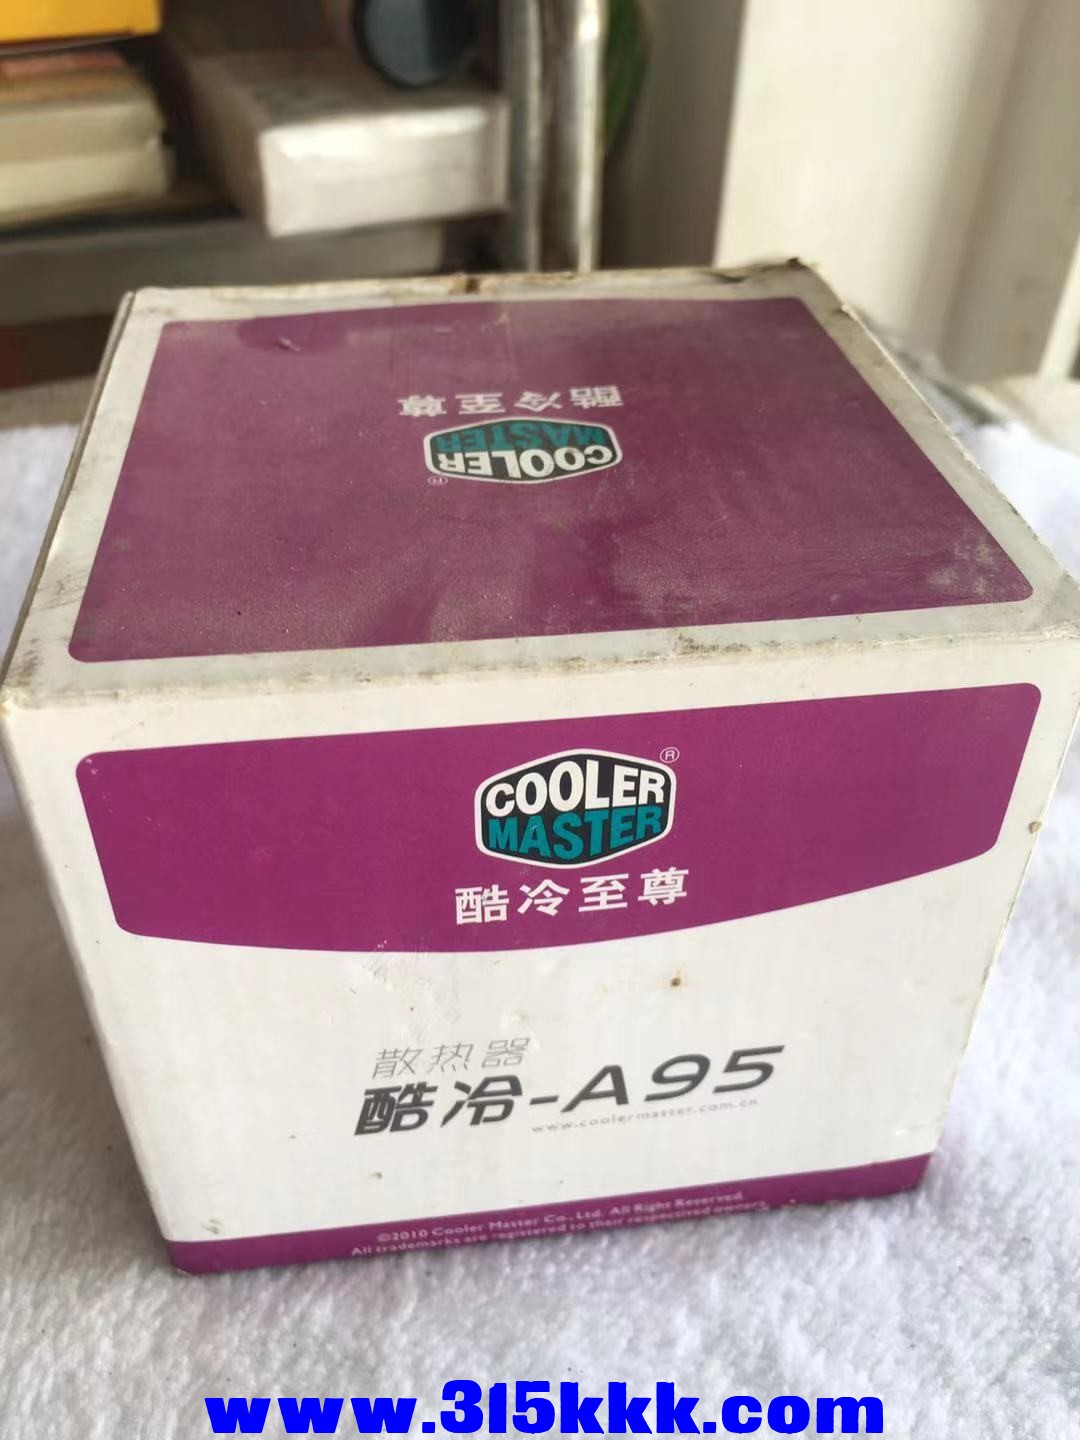 酷冷至尊
COOLER
MASTER
®
COOLER
MASTER
®
酷冷至尊
散热器
酷冷-A95
www.coolermaster.com.cn
©2010 Cooler Master Co., Ltd. All Right Reserved.
All trademarks are registered to their respectived owners.
www.315kkk.com